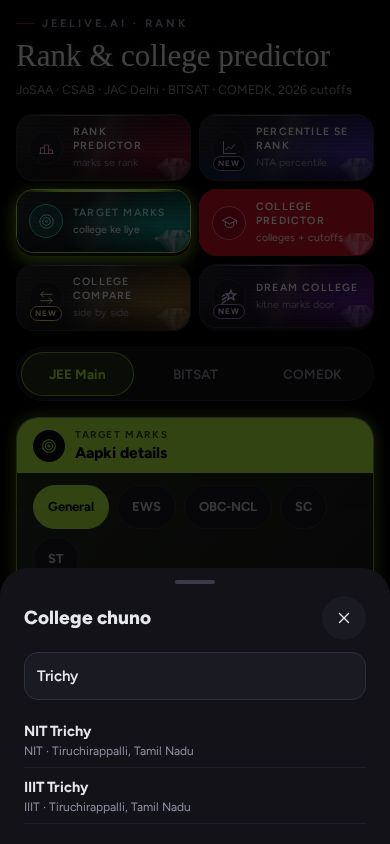 JEELIVE.AI · RANK
Rank & college predictor
JoSAA · CSAB · JAC Delhi · BITSAT · COMEDK, 2026 cutoffs
RANK
PREDICTOR
marks se rank
PERCENTILE SE
RANK
NTA percentile
NEW
TARGET MARKS
college ke liye
COLLEGE
PREDICTOR
colleges + cutoffs
COLLEGE
COMPARE
side by side
NEW
DREAM COLLEGE
kitne marks door
NEW
JEE Main
BITSAT
COMEDK
TARGET MARKS
Aapki details
General
EWS
OBC-NCL
SC
ST
College chuno
Trichy
NIT Trichy
NIT · Tiruchirappalli, Tamil Nadu
IIIT Trichy
IIIT · Tiruchirappalli, Tamil Nadu